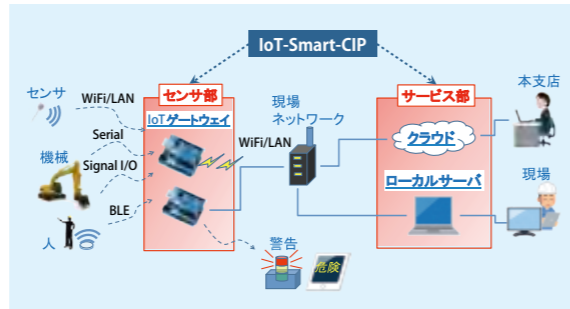 IoT-Smart-CIP
センサ部
サービス部
センサ
WiFi/LAN
IoTゲートウェイ
現場
ネットワーク
本支店
Serial
機械
Signal I/O
WiFi/LAN
クラウド
ローカルサーバ
現場
BLE
人
警告
危険